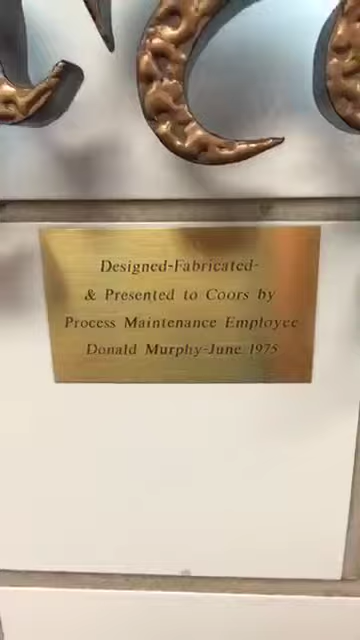 Designed-Fabricated-
& Presented to Coors by
Process Maintenance Employee
Donald Murphy-June 1975